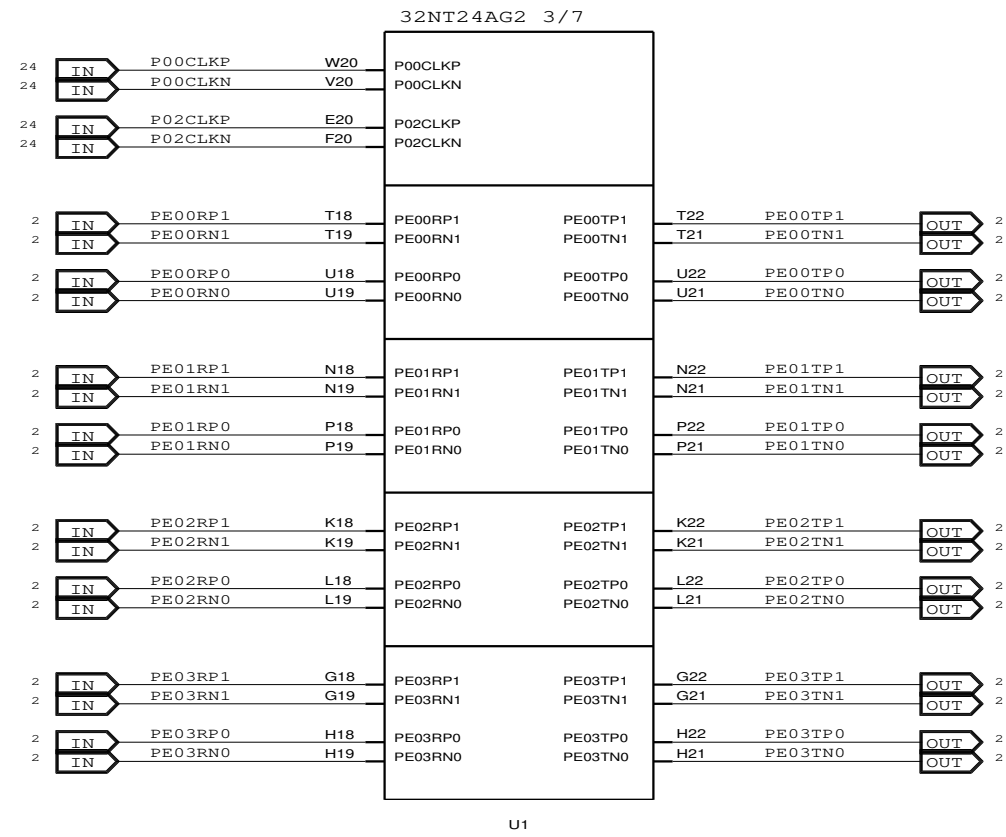 32NT24AG2 3/7
24 IN P00CLKP W20 P00CLKP
24 IN P00CLKN V20 P00CLKN
24 IN P02CLKP E20 P02CLKP
24 IN P02CLKN F20 P02CLKN
2 IN PE00RP1 T18 PE00RP1 PE00TP1 T22 PE00TP1 OUT 2
2 IN PE00RN1 T19 PE00RN1 PE00TN1 T21 PE00TN1 OUT 2
2 IN PE00RP0 U18 PE00RP0 PE00TP0 U22 PE00TP0 OUT 2
2 IN PE00RN0 U19 PE00RN0 PE00TN0 U21 PE00TN0 OUT 2
2 IN PE01RP1 N18 PE01RP1 PE01TP1 N22 PE01TP1 OUT 2
2 IN PE01RN1 N19 PE01RN1 PE01TN1 N21 PE01TN1 OUT 2
2 IN PE01RP0 P18 PE01RP0 PE01TP0 P22 PE01TP0 OUT 2
2 IN PE01RN0 P19 PE01RN0 PE01TN0 P21 PE01TN0 OUT 2
2 IN PE02RP1 K18 PE02RP1 PE02TP1 K22 PE02TP1 OUT 2
2 IN PE02RN1 K19 PE02RN1 PE02TN1 K21 PE02TN1 OUT 2
2 IN PE02RP0 L18 PE02RP0 PE02TP0 L22 PE02TP0 OUT 2
2 IN PE02RN0 L19 PE02RN0 PE02TN0 L21 PE02TN0 OUT 2
2 IN PE03RP1 G18 PE03RP1 PE03TP1 G22 PE03TP1 OUT 2
2 IN PE03RN1 G19 PE03RN1 PE03TN1 G21 PE03TN1 OUT 2
2 IN PE03RP0 H18 PE03RP0 PE03TP0 H22 PE03TP0 OUT 2
2 IN PE03RN0 H19 PE03RN0 PE03TN0 H21 PE03TN0 OUT 2
U1